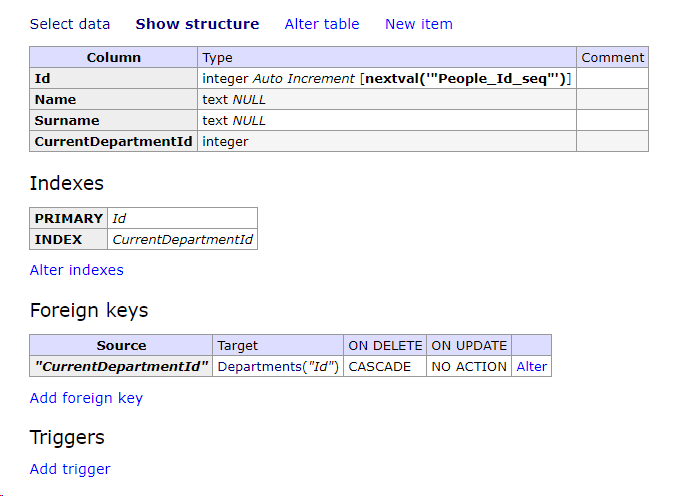 Select data Show structure Alter table New item
Column Type Comment
Id integer Auto Increment [nextval('"People_Id_seq"')]
Name text NULL
Surname text NULL
CurrentDepartmentId integer
Indexes
PRIMARY Id
INDEX CurrentDepartmentId
Alter indexes
Foreign keys
Source Target ON DELETE ON UPDATE
"CurrentDepartmentId" Departments("Id") CASCADE NO ACTION Alter
Add foreign key
Triggers
Add trigger